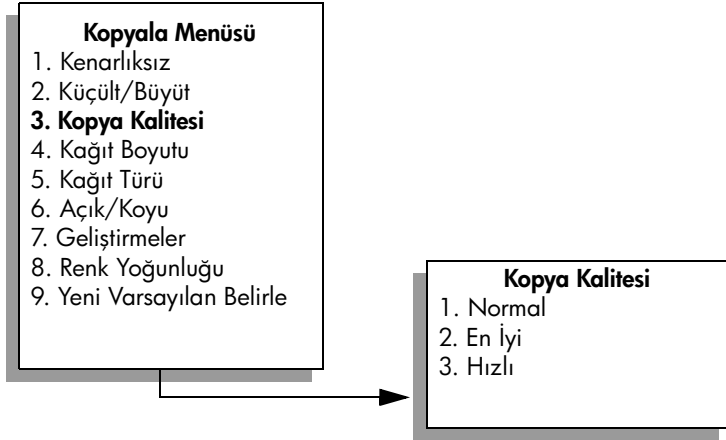 Kopyala Menüsü
1. Kenarlıksız
2. Küçült/Büyüt
3. Kopya Kalitesi
4. Kağıt Boyutu
5. Kağıt Türü
6. Açık/Koyu
7. Geliştirmeler
8. Renk Yoğunluğu
9. Yeni Varsayılan Belirle
Kopya Kalitesi
1. Normal
2. En İyi
3. Hızlı